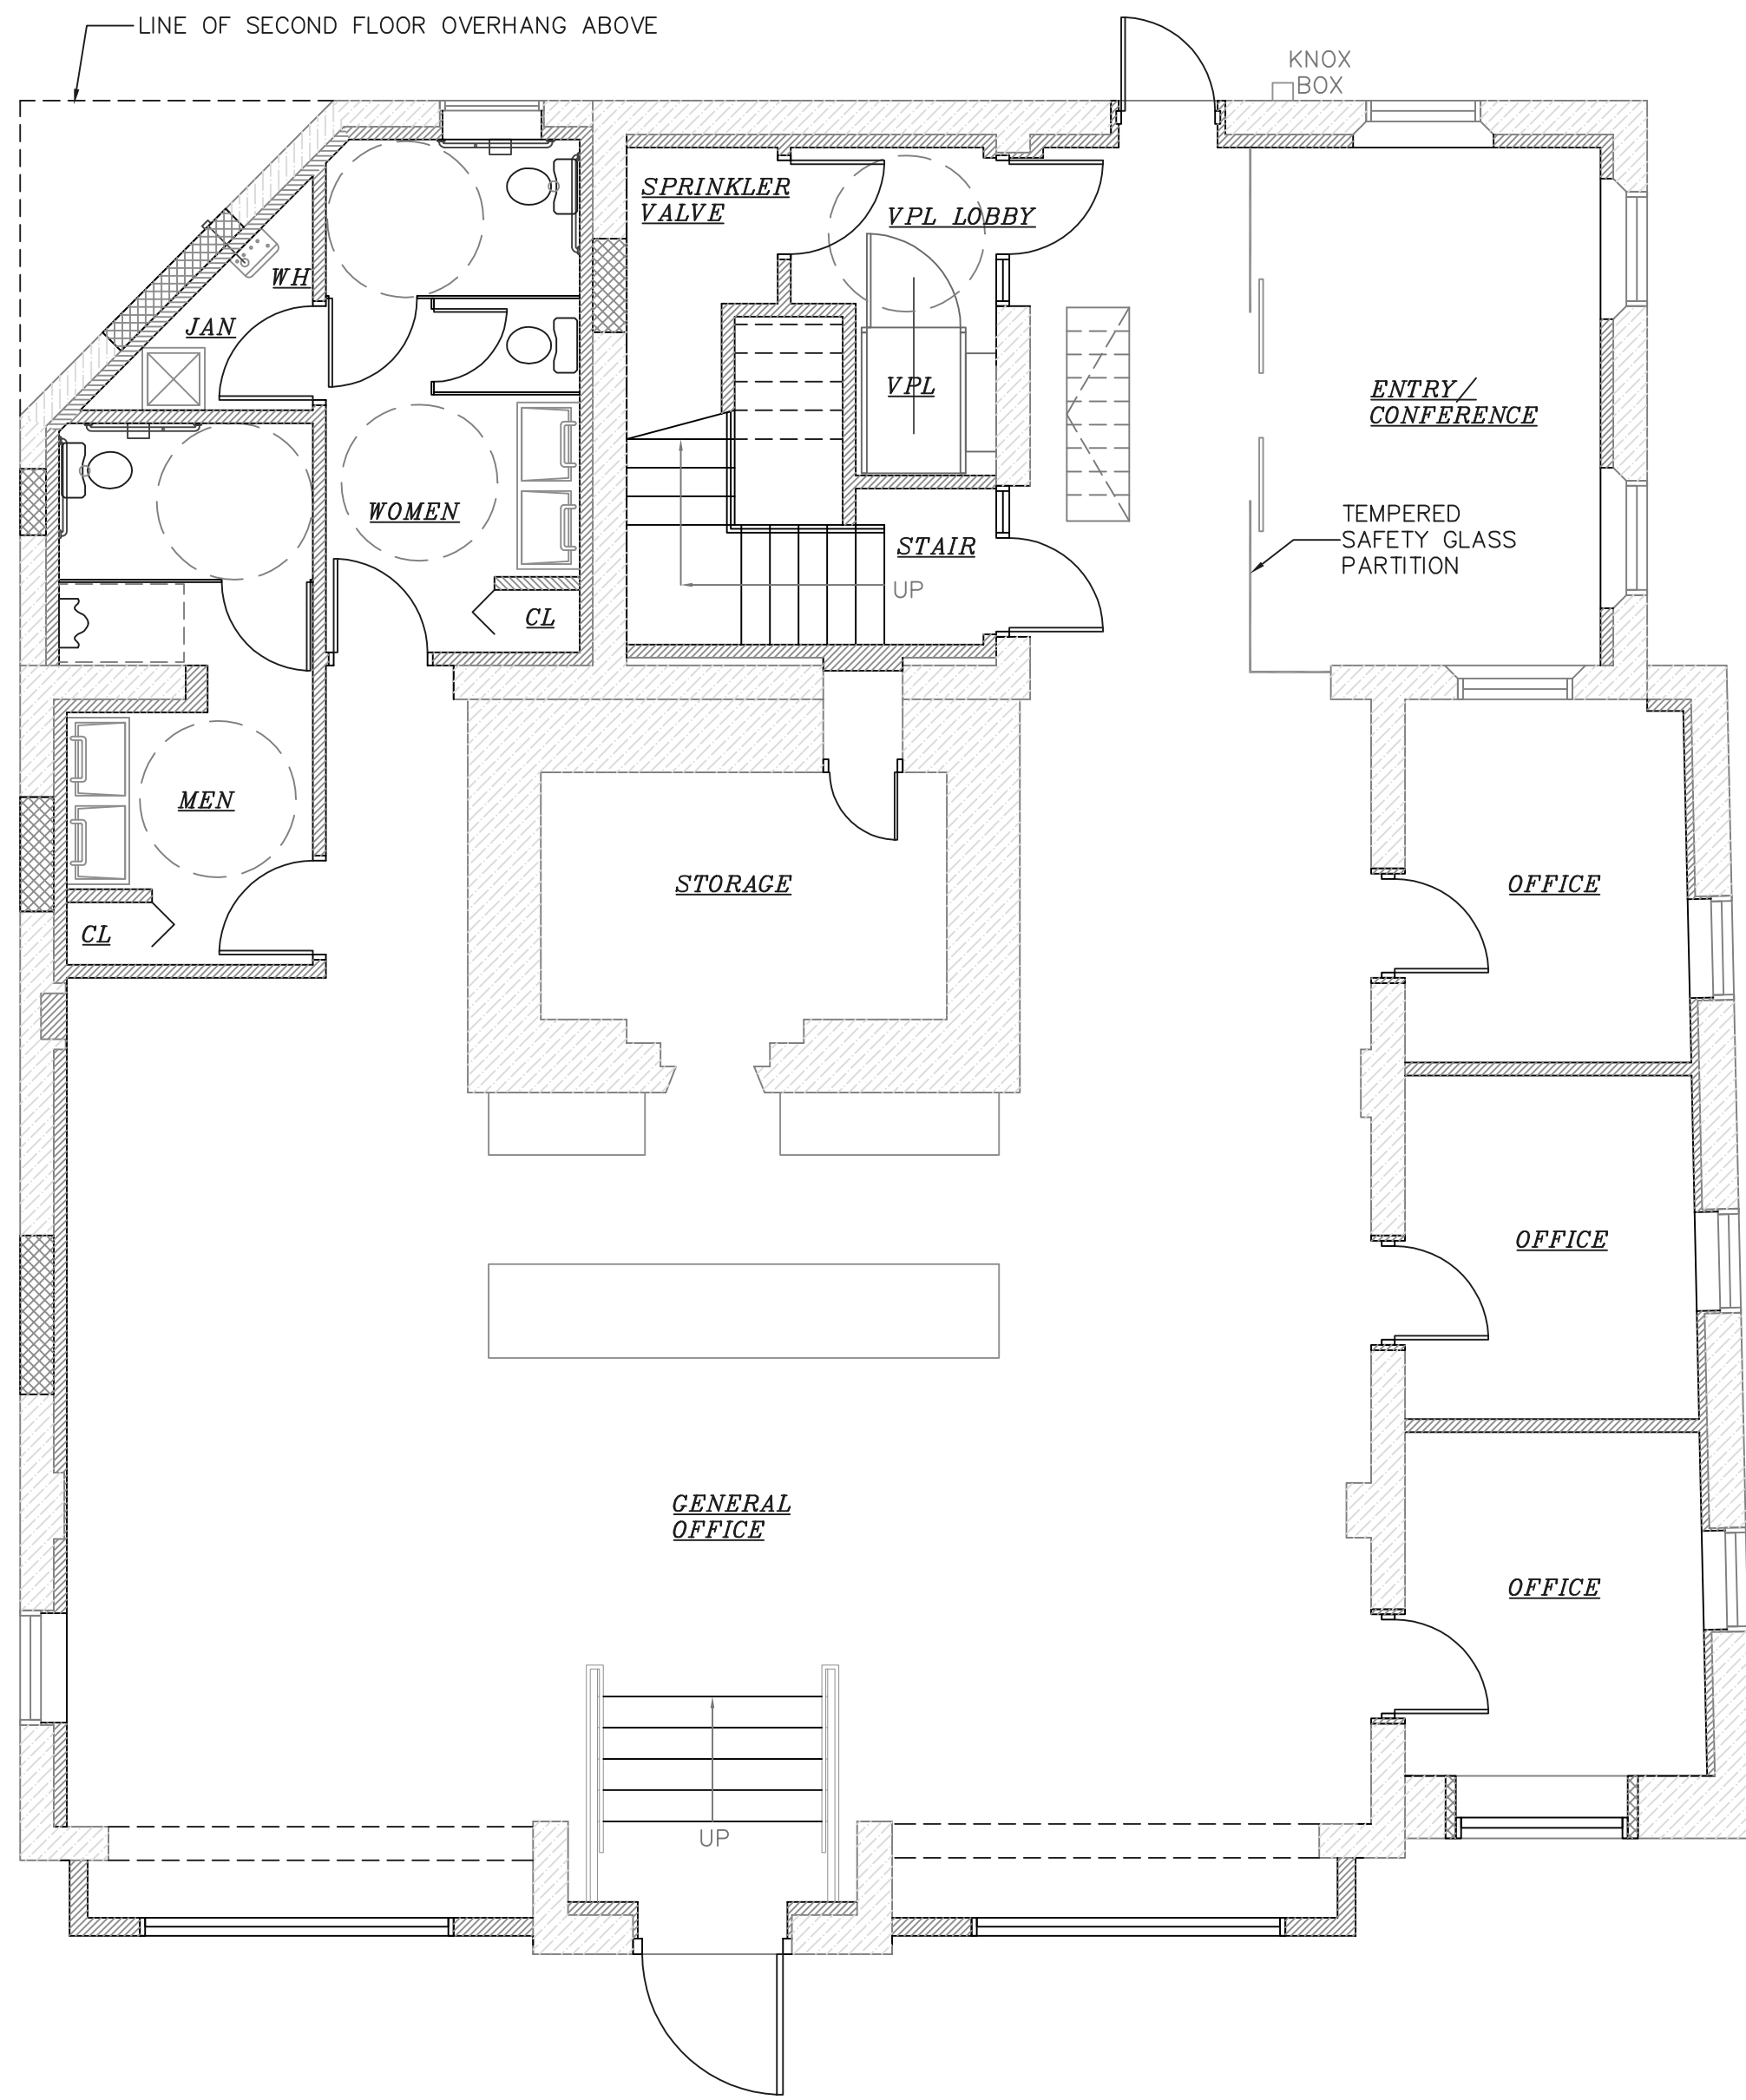 LINE OF SECOND FLOOR OVERHANG ABOVE
KNOX
BOX
SPRINKLER
VALVE
VPL LOBBY
WH
JAN
VPL
ENTRY/
CONFERENCE
WOMEN
STAIR
TEMPERED
SAFETY GLASS
PARTITION
UP
CL
MEN
STORAGE
OFFICE
CL
OFFICE
GENERAL
OFFICE
OFFICE
UP